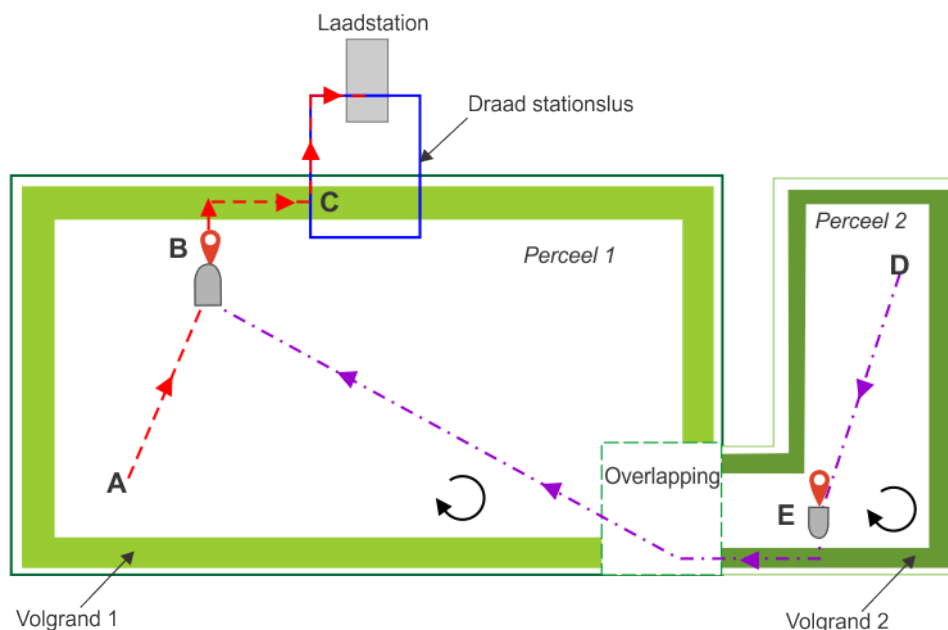 Laadstation
Draad stationslus
C
B
Perceel 1
Perceel 2
D
A
Overlapping
E
Volgrand 1
Volgrand 2